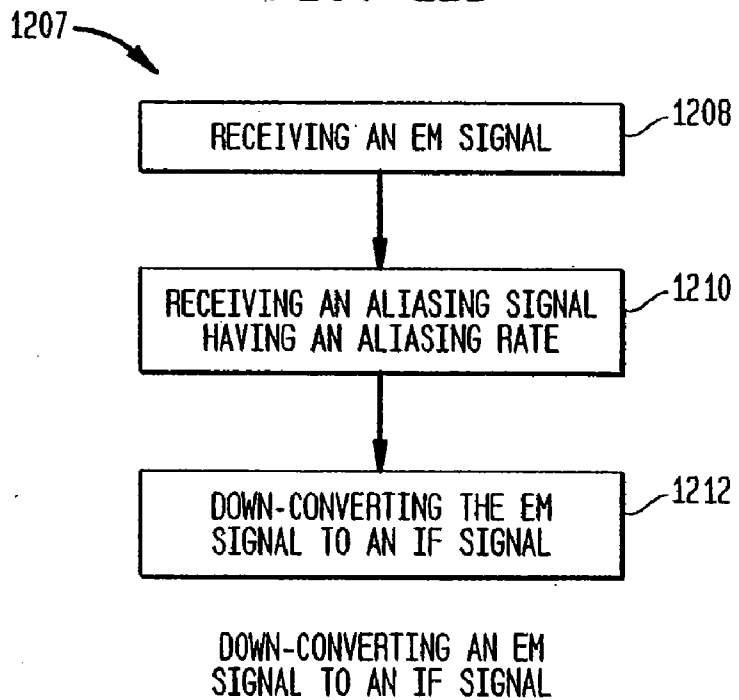 1207
RECEIVING AN EM SIGNAL
1208
RECEIVING AN ALIASING SIGNAL
HAVING AN ALIASING RATE
1210
DOWN-CONVERTING THE EM
SIGNAL TO AN IF SIGNAL
1212
DOWN-CONVERTING AN EM
SIGNAL TO AN IF SIGNAL